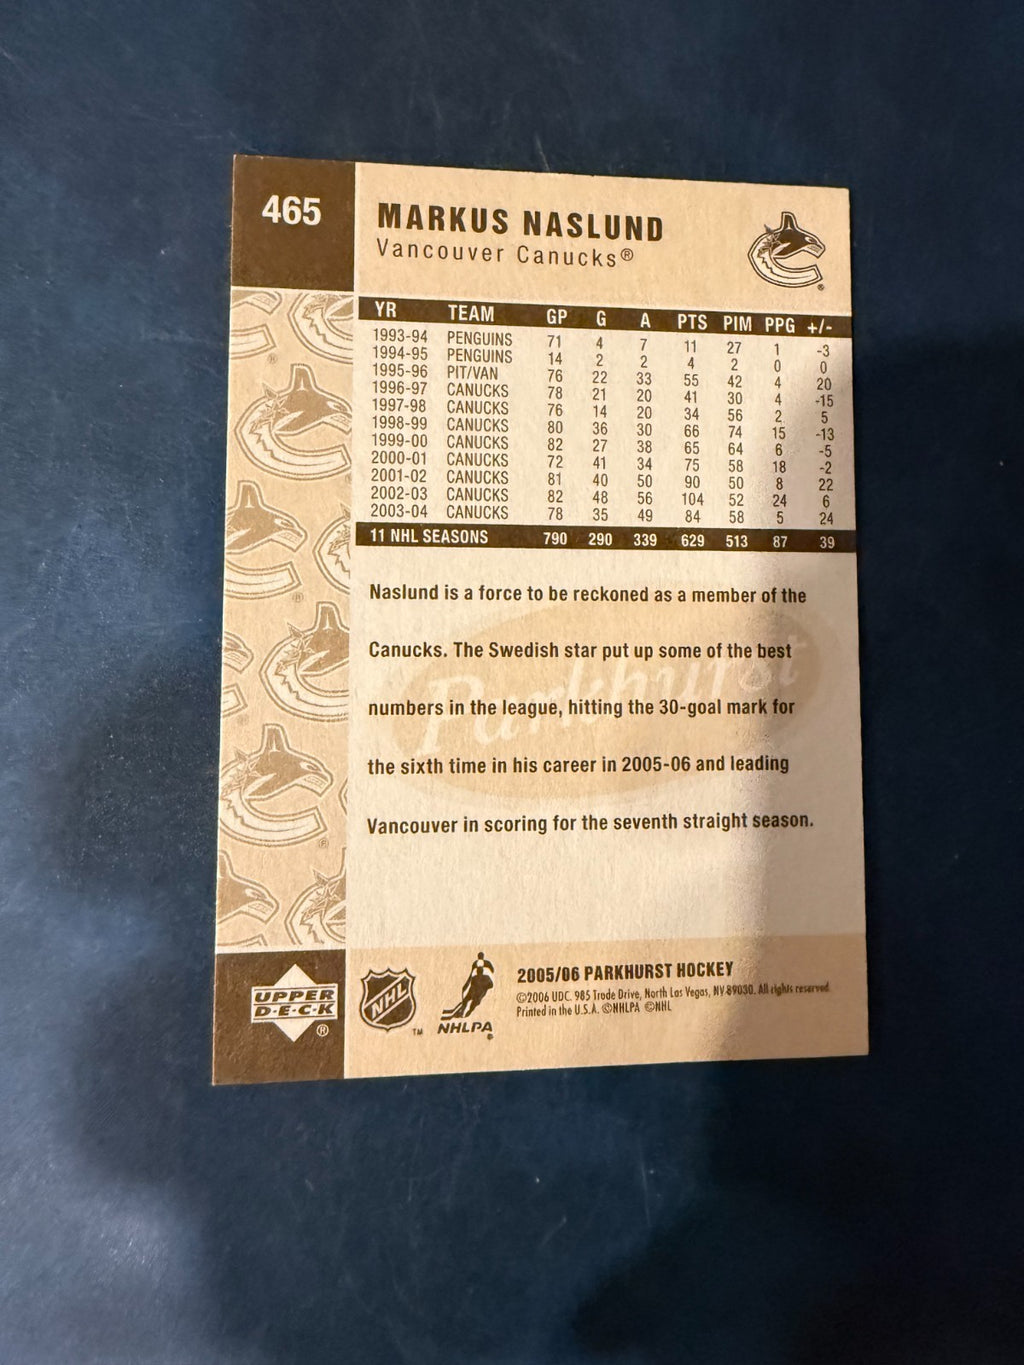 465
MARKUS NASLUND
Vancouver Canucks®
YR TEAM GP G A PTS PIM PPG +/-
1993-94 PENGUINS 71 4 7 11 27 1 -3
1994-95 PENGUINS 14 2 2 4 2 0 0
1995-96 PIT/VAN 76 22 33 55 42 4 20
1996-97 CANUCKS 78 21 20 41 30 4 -15
1997-98 CANUCKS 76 14 20 34 56 2 5
1998-99 CANUCKS 80 36 30 66 74 15 -13
1999-00 CANUCKS 82 27 38 65 64 6 -5
2000-01 CANUCKS 72 41 34 75 58 18 -2
2001-02 CANUCKS 81 40 50 90 50 8 22
2002-03 CANUCKS 82 48 56 104 52 24 6
2003-04 CANUCKS 78 35 49 84 58 5 24
11 NHL SEASONS 790 290 339 629 513 87 39
Parkhurst
Naslund is a force to be reckoned as a member of the
Canucks. The Swedish star put up some of the best
numbers in the league, hitting the 30-goal mark for
the sixth time in his career in 2005-06 and leading
Vancouver in scoring for the seventh straight season.
UPPER
D·E·C·K
®
NHL
TM
NHLPA
®
2005/06 PARKHURST HOCKEY
©2006 UDC. 985 Trade Drive, North Las Vegas, NV 89030. All rights reserved.
Printed in the U.S.A. ©NHLPA ©NHL